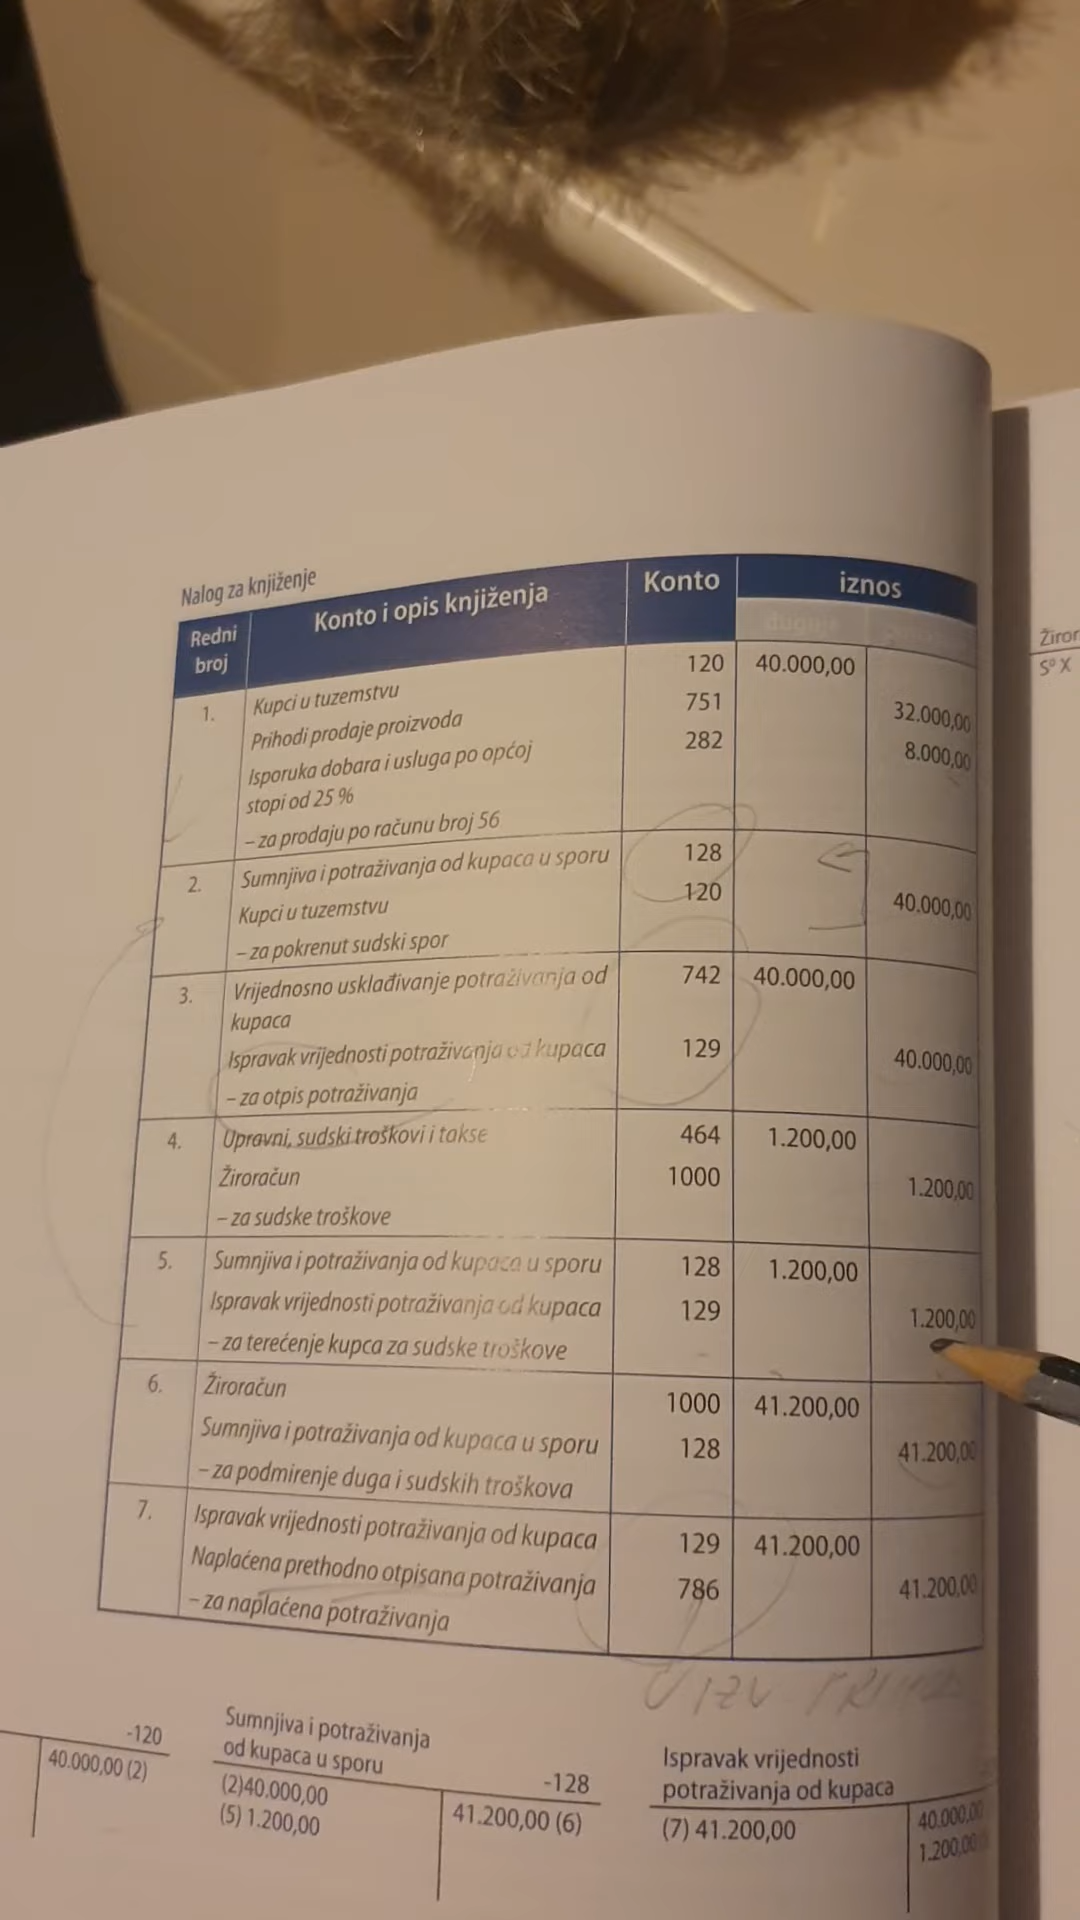 Nalog za knjiženje
Redni broj Konto i opis knjiženja Konto iznos
duguje
1. Kupci u tuzemstvu 120 40.000,00
Prihodi prodaje proizvoda 751 32.000,00
Isporuka dobara i usluga po općoj 282 8.000,00
stopi od 25 %
– za prodaju po računu broj 56
2. Sumnjiva i potraživanja od kupaca u sporu 128
Kupci u tuzemstvu 120 40.000,00
– za pokrenut sudski spor
3. Vrijednosno usklađivanje potraživanja od 742 40.000,00
kupaca
Ispravak vrijednosti potraživanja od kupaca 129 40.000,00
– za otpis potraživanja
4. Upravni, sudski troškovi i takse 464 1.200,00
Žiroračun 1000 1.200,00
– za sudske troškove
5. Sumnjiva i potraživanja od kupaca u sporu 128 1.200,00
Ispravak vrijednosti potraživanja od kupaca 129 1.200,00
– za terećenje kupca za sudske troškove
6. Žiroračun 1000 41.200,00
Sumnjiva i potraživanja od kupaca u sporu 128 41.200,00
– za podmirenje duga i sudskih troškova
7. Ispravak vrijednosti potraživanja od kupaca 129 41.200,00
Naplaćena prethodno otpisana potraživanja 786 41.200,00
– za naplaćena potraživanja
-120
40.000,00 (2)
Sumnjiva i potraživanja
od kupaca u sporu -128
(2)40.000,00 41.200,00 (6)
(5) 1.200,00
Ispravak vrijednosti
potraživanja od kupaca
(7) 41.200,00 40.000,00
1.200,00
Žiror
S⁰ X